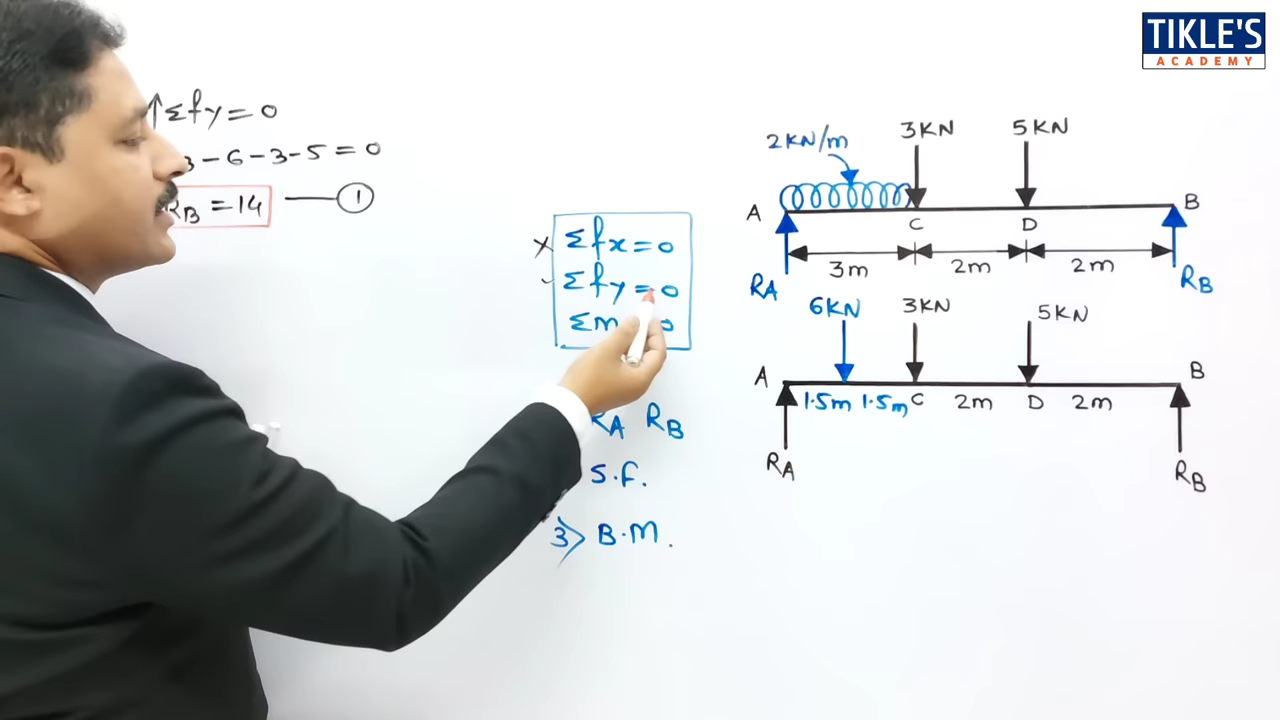 TIKLE'S
ACADEMY
↑Σfy = 0
- 6 - 3 - 5 = 0
RB = 14 — 1
× Σfx = 0
Σfy = 0
Σm 0
RA RB
S.F.
3> B.M.
2KN/m 3KN 5KN
A C D B
3m 2m 2m
RA RB
6KN 3KN 5KN
A B
1.5m 1.5m C 2m D 2m
RA RB